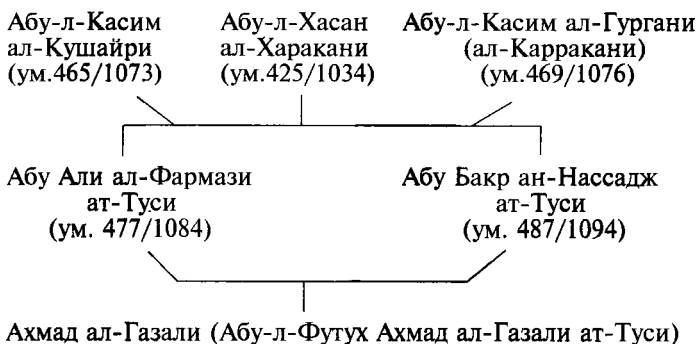 Абу-л-Касим
ал-Кушайри
(ум.465/1073)
Абу-л-Хасан
ал-Харакани
(ум.425/1034)
Абу-л-Касим ал-Гургани
(ал-Карракани)
(ум.469/1076)
Абу Али ал-Фармази
ат-Туси
(ум. 477/1084)
Абу Бакр ан-Нассадж
ат-Туси
(ум. 487/1094)
Ахмад ал-Газали (Абу-л-Футух Ахмад ал-Газали ат-Туси)